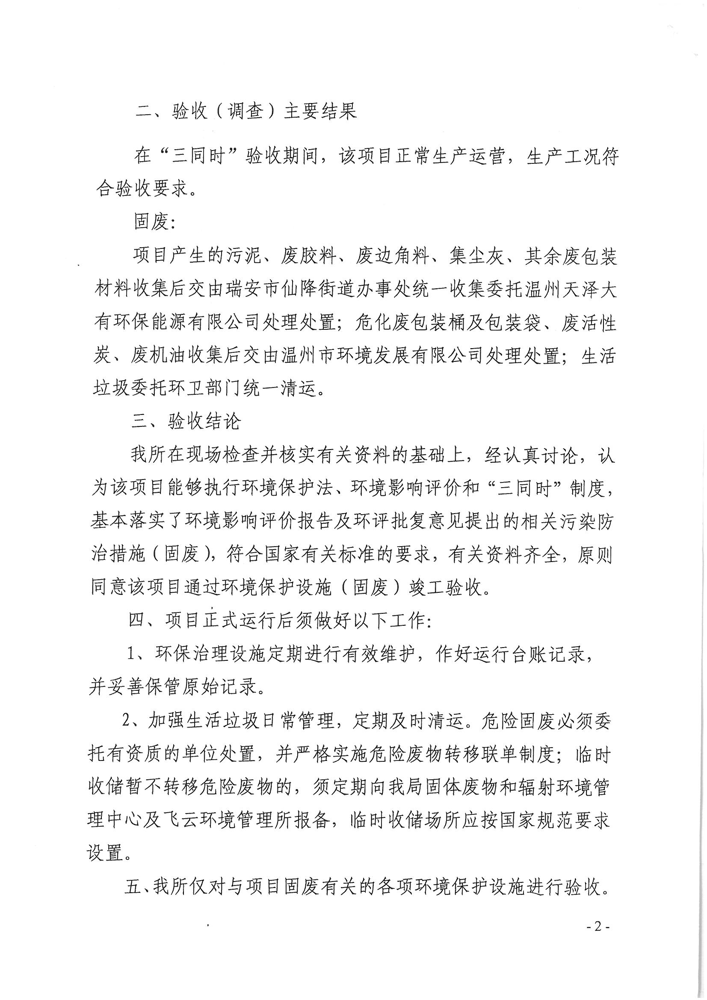 二、验收（调查）主要结果
在“三同时”验收期间，该项目正常生产运营，生产工况符
合验收要求。
固废：
项目产生的污泥、废胶料、废边角料、集尘灰、其余废包装
材料收集后交由瑞安市仙降街道办事处统一收集委托温州天泽大
有环保能源有限公司处理处置；危化废包装桶及包装袋、废活性
炭、废机油收集后交由温州市环境发展有限公司处理处置；生活
垃圾委托环卫部门统一清运。
三、验收结论
我所在现场检查并核实有关资料的基础上，经认真讨论，认
为该项目能够执行环境保护法、环境影响评价和“三同时”制度，
基本落实了环境影响评价报告及环评批复意见提出的相关污染防
治措施（固废），符合国家有关标准的要求，有关资料齐全，原则
同意该项目通过环境保护设施（固废）竣工验收。
四、项目正式运行后须做好以下工作：
1、环保治理设施定期进行有效维护，作好运行台账记录，
并妥善保管原始记录。
2、加强生活垃圾日常管理，定期及时清运。危险固废必须委
托有资质的单位处置，并严格实施危险废物转移联单制度；临时
收储暂不转移危险废物的，须定期向我局固体废物和辐射环境管
理中心及飞云环境管理所报备，临时收储场所应按国家规范要求
设置。
五、我所仅对与项目固废有关的各项环境保护设施进行验收。
- 2 -